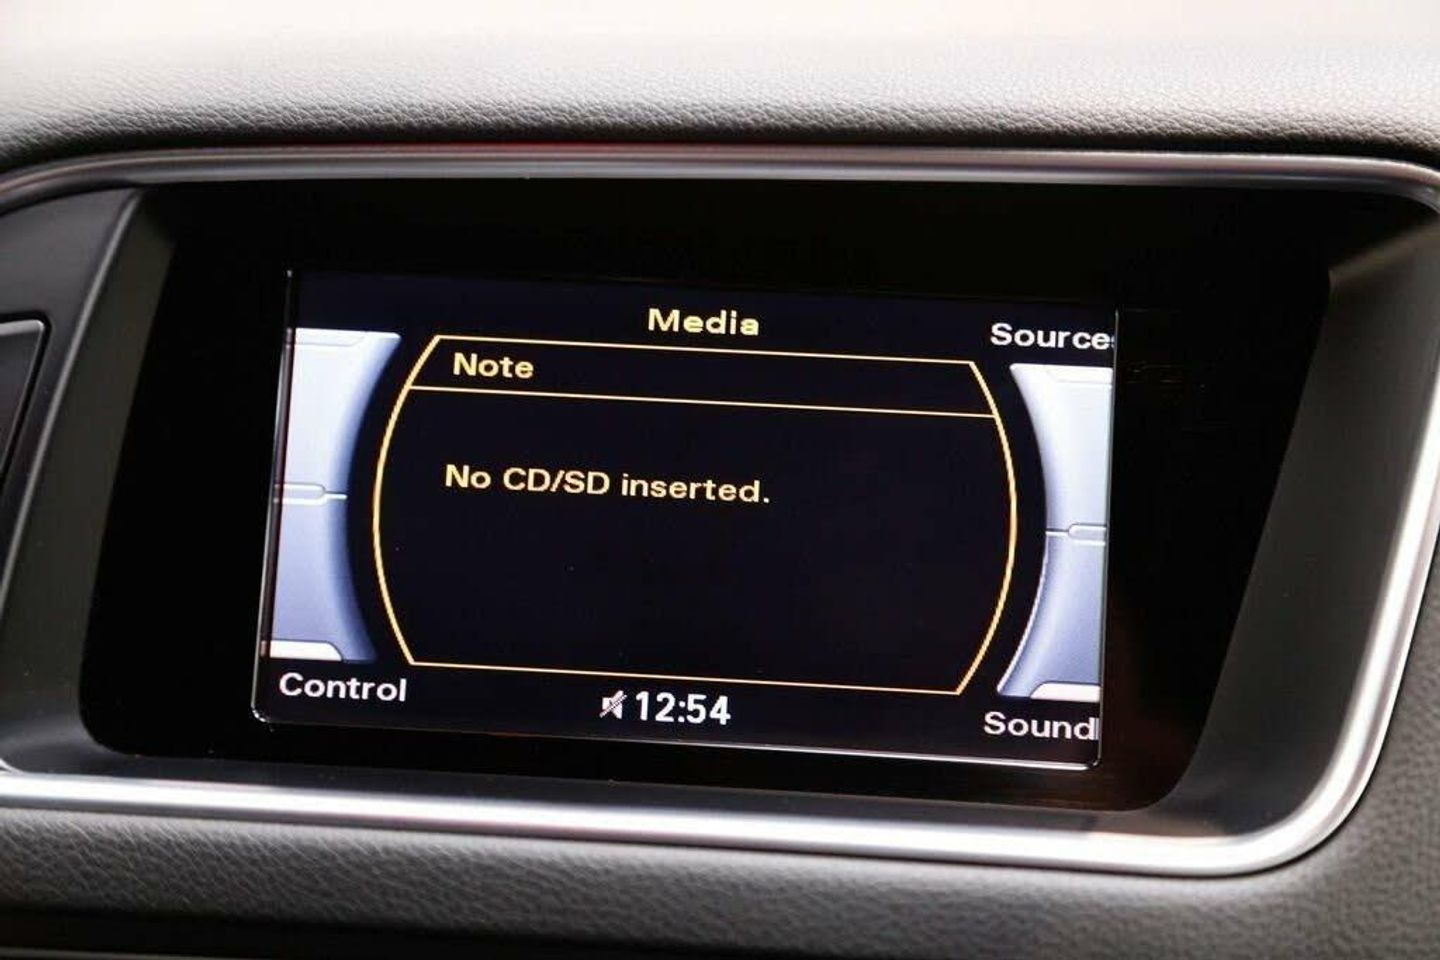 Media
Source
Note
No CD/SD inserted.
Control
12:54
Sound